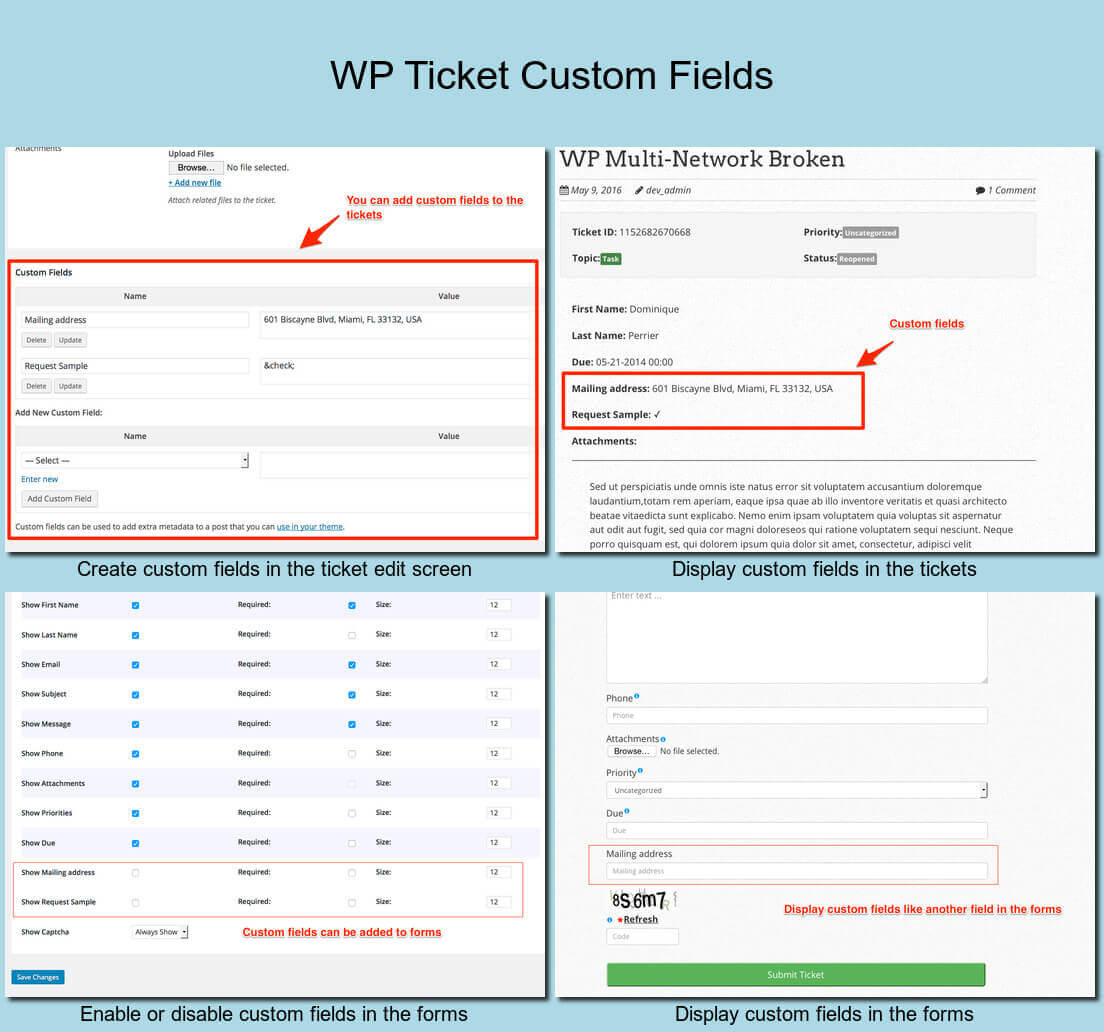 WP Ticket Custom Fields
Attachments
Upload Files
Browse... No file selected.
+ Add new file
Attach related files to the ticket.
You can add custom fields to the
tickets
Custom Fields
Name Value
Mailing address 601 Biscayne Blvd, Miami, FL 33132, USA
Delete Update
Request Sample &check;
Delete Update
Add New Custom Field:
Name Value
— Select —
Enter new
Add Custom Field
Custom fields can be used to add extra metadata to a post that you can use in your theme.
Create custom fields in the ticket edit screen
WP Multi-Network Broken
May 9, 2016 dev_admin 1 Comment
Ticket ID: 1152682670668 Priority: Uncategorized
Topic: Task Status: Reopened
First Name: Dominique
Last Name: Perrier
Custom fields
Due: 05-21-2014 00:00
Mailing address: 601 Biscayne Blvd, Miami, FL 33132, USA
Request Sample: ✓
Attachments:
Sed ut perspiciatis unde omnis iste natus error sit voluptatem accusantium doloremque
laudantium,totam rem aperiam, eaque ipsa quae ab illo inventore veritatis et quasi architecto
beatae vitaedicta sunt explicabo. Nemo enim ipsam voluptatem quia voluptas sit aspernatur
aut odit aut fugit, sed quia cor magni doloreseos qui ratione voluptatem sequi nesciunt. Neque
porro quisquam est, qui dolorem ipsum quia dolor sit amet, consectetur, adipisci velit
Display custom fields in the tickets
Show First Name Required: Size: 12
Show Last Name Required: Size: 12
Show Email Required: Size: 12
Show Subject Required: Size: 12
Show Message Required: Size: 12
Show Phone Required: Size: 12
Show Attachments Required: Size: 12
Show Priorities Required: Size: 12
Show Due Required: Size: 12
Show Mailing address Required: Size: 12
Show Request Sample Required: Size: 12
Show Captcha Always Show
Custom fields can be added to forms
Save Changes
Enable or disable custom fields in the forms
Enter text ...
Phone
Phone
Attachments
Browse... No file selected.
Priority
Uncategorized
Due
Due
Mailing address
Mailing address
8S6m7
Refresh
Code
Display custom fields like another field in the forms
Submit Ticket
Display custom fields in the forms